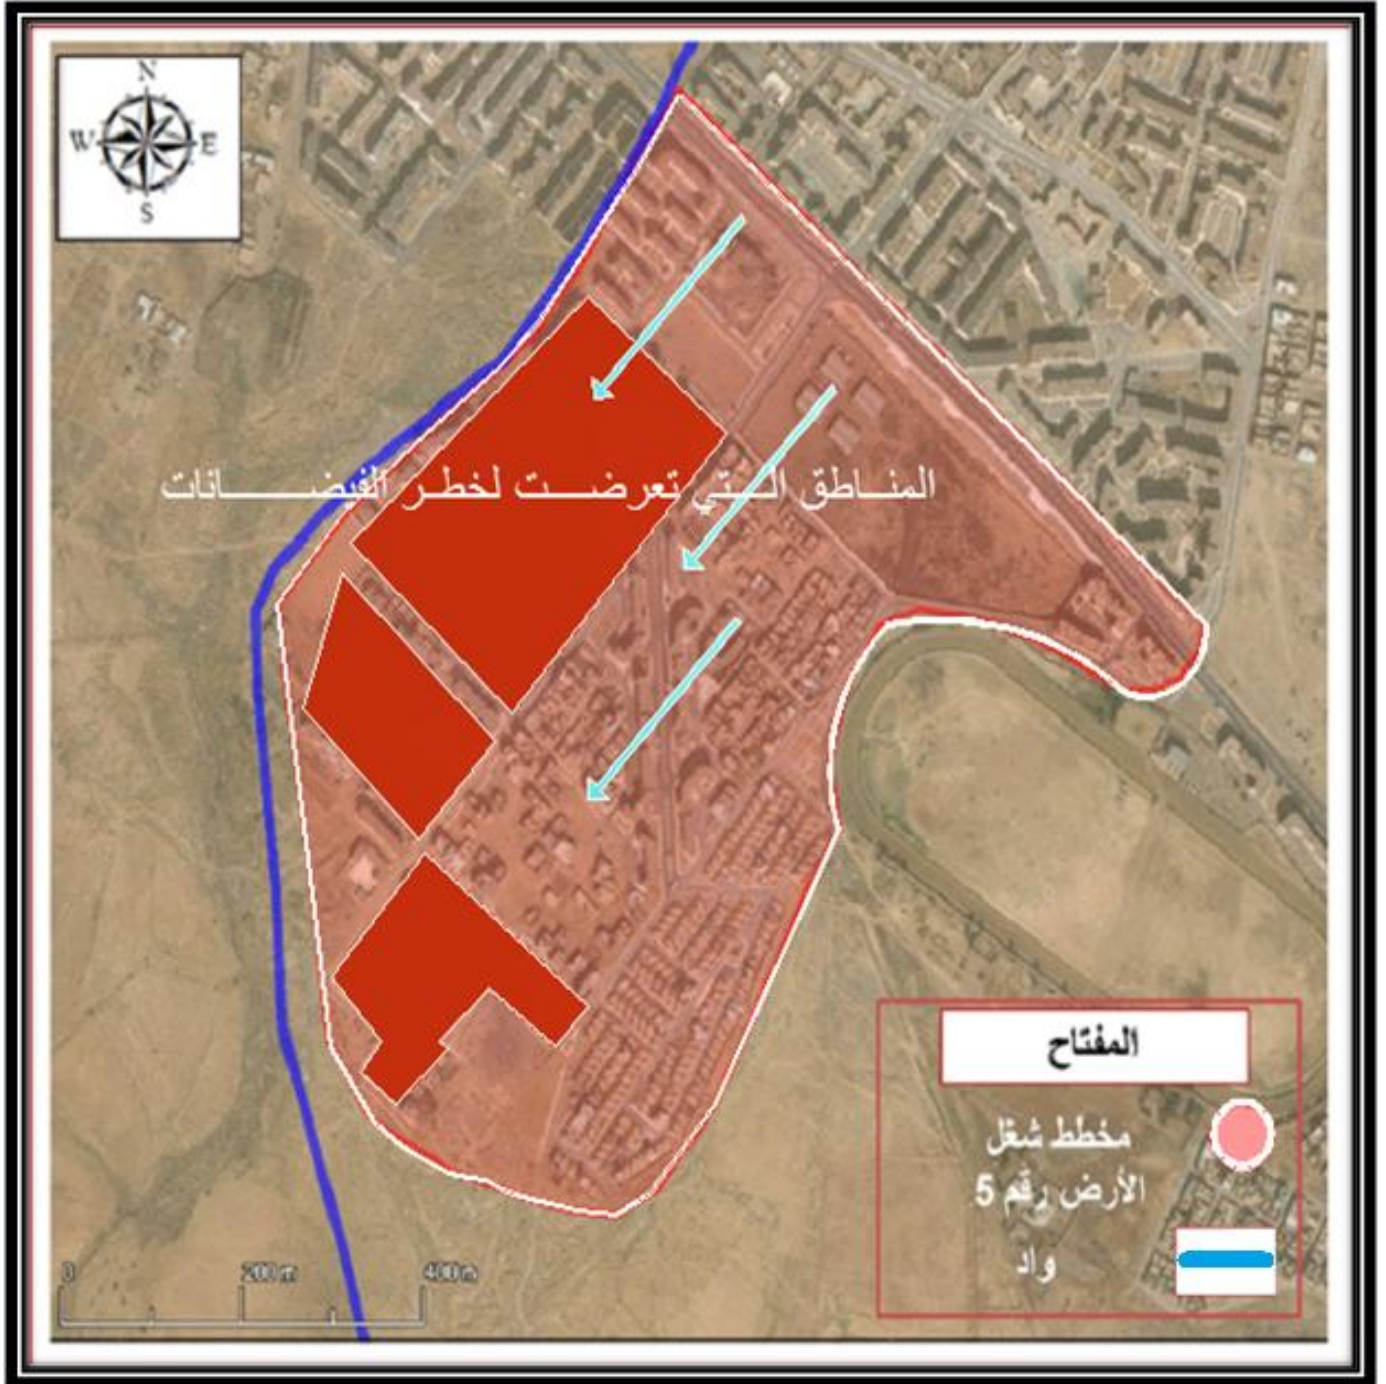 N
W E
S
المناطق التي تعرضت لخطر الفيضانات
المفتاح
مخطط شغل
الأرض رقم 5
واد
0 200 m 400 m